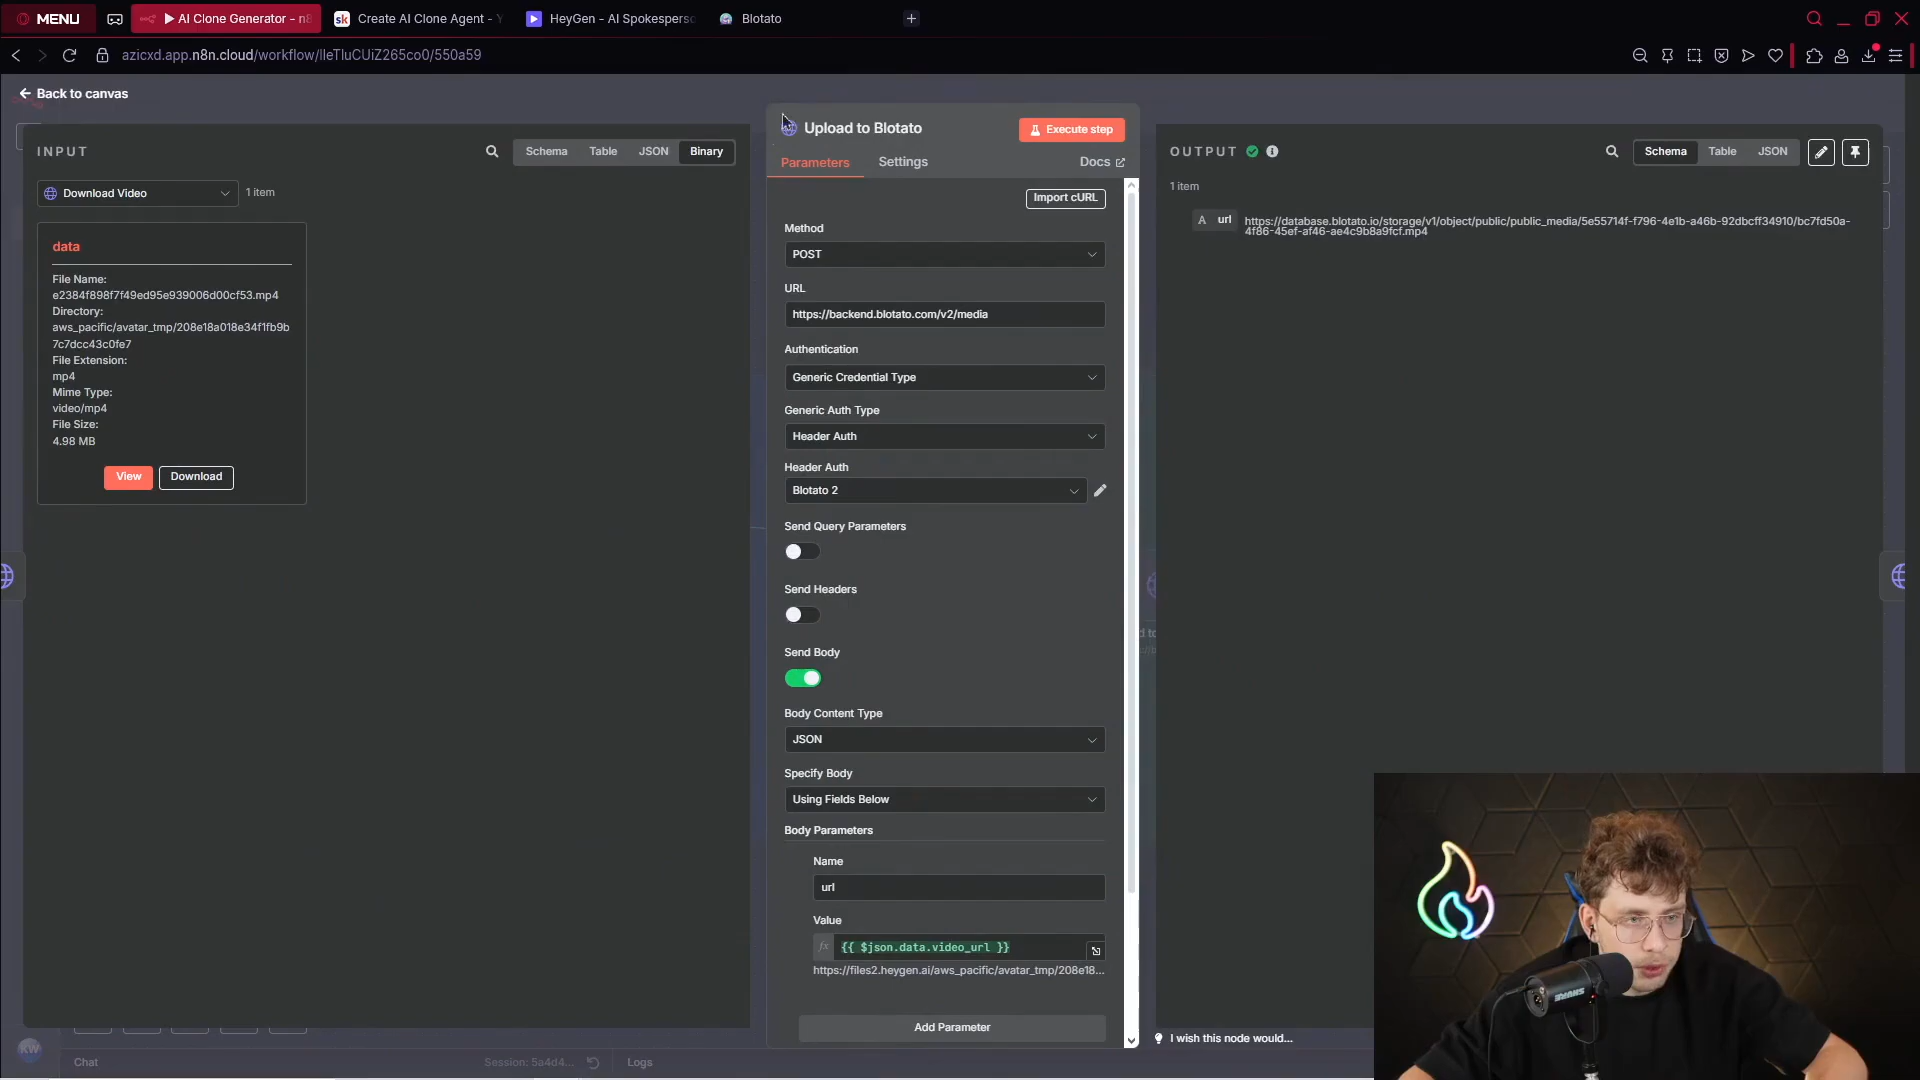 MENU
AI Clone Generator - n8
sk Create AI Clone Agent - Y
HeyGen - AI Spokesperso
Blotato
azicxd.app.n8n.cloud/workflow/lleTluCUiZ265co0/550a59
Back to canvas
INPUT
Schema Table JSON Binary
Download Video
1 item
data
File Name:
e2384f898f7f49ed95e939006d00cf53.mp4
Directory:
aws_pacific/avatar_tmp/208e18a018e34f1fb9b
7c7dcc43c0fe7
File Extension:
mp4
Mime Type:
video/mp4
File Size:
4.98 MB
View Download
Upload to Blotato
Execute step
Parameters Settings Docs
Import cURL
Method
POST
URL
https://backend.blotato.com/v2/media
Authentication
Generic Credential Type
Generic Auth Type
Header Auth
Header Auth
Blotato 2
Send Query Parameters
Send Headers
Send Body
Body Content Type
JSON
Specify Body
Using Fields Below
Body Parameters
Name
url
Value
fx {{ $json.data.video_url }}
https://files2.heygen.ai/aws_pacific/avatar_tmp/208e18...
Add Parameter
OUTPUT
Schema Table JSON
1 item
A url https://database.blotato.io/storage/v1/object/public/public_media/5e55714f-f796-4e1b-a46b-92dbcff34910/bc7fd50a-
4f86-45ef-af46-ae4c9b8a9fcf.mp4
I wish this node would...
KW
Chat
Session: 5a4d4...
Logs
SHURE